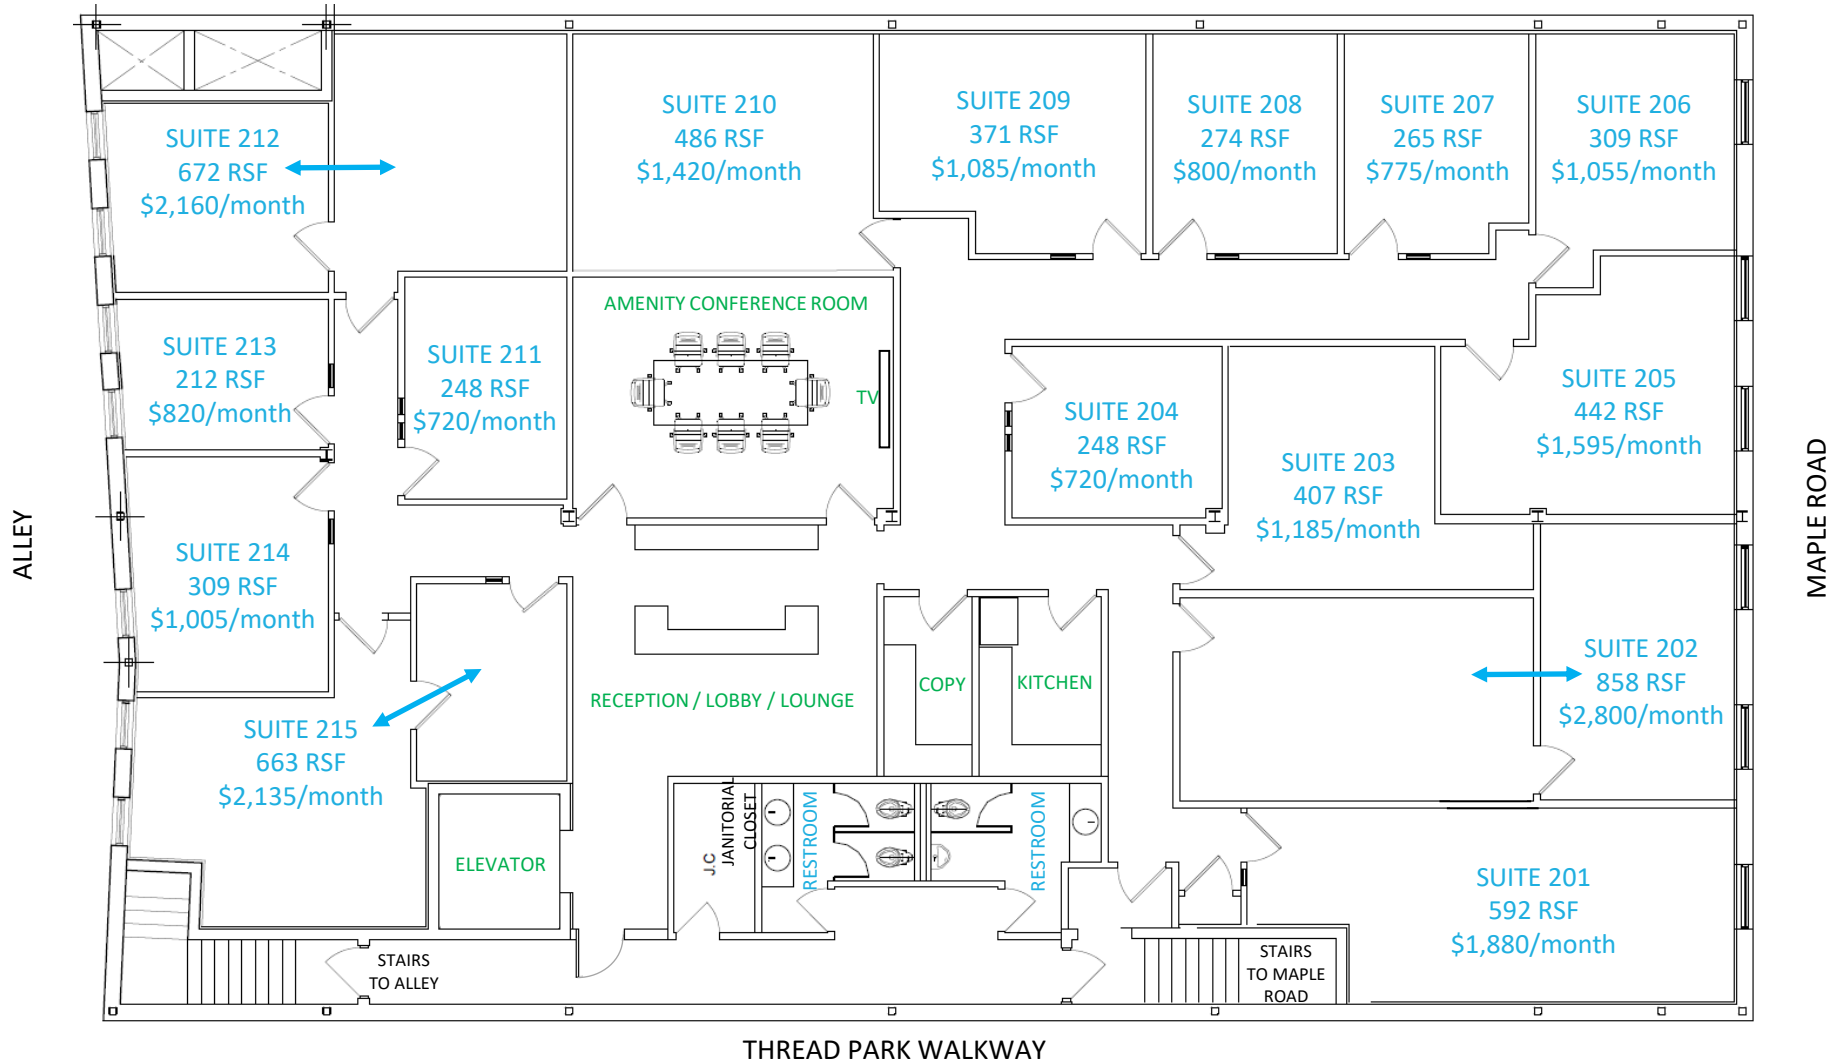 SUITE 212
672 RSF
$2,160/month
SUITE 210
486 RSF
$1,420/month
SUITE 209
371 RSF
$1,085/month
SUITE 208
274 RSF
$800/month
SUITE 207
265 RSF
$775/month
SUITE 206
309 RSF
$1,055/month
SUITE 213
212 RSF
$820/month
SUITE 211
248 RSF
$720/month
AMENITY CONFERENCE ROOM
TV
SUITE 204
248 RSF
$720/month
SUITE 203
407 RSF
$1,185/month
SUITE 205
442 RSF
$1,595/month
ALLEY
MAPLE ROAD
SUITE 214
309 RSF
$1,005/month
SUITE 215
663 RSF
$2,135/month
RECEPTION / LOBBY / LOUNGE
COPY
KITCHEN
SUITE 202
858 RSF
$2,800/month
ELEVATOR
J.C
JANITORIAL
CLOSET
RESTROOM
RESTROOM
SUITE 201
592 RSF
$1,880/month
STAIRS
TO ALLEY
STAIRS
TO MAPLE
ROAD
THREAD PARK WALKWAY